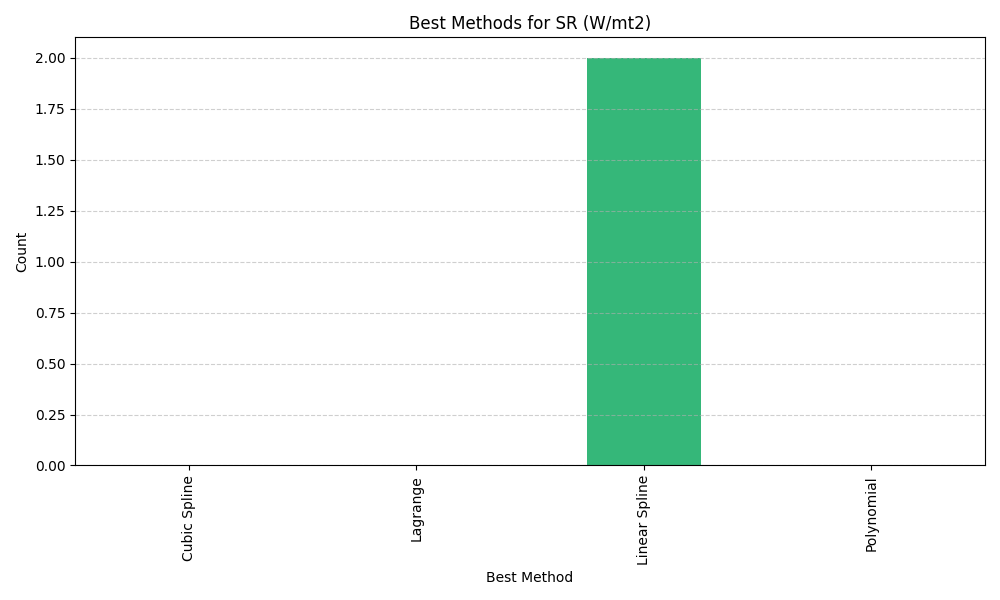 Best Methods for SR (W/mt2)
2.00
1.75
1.50
1.25
1.00
0.75
0.50
0.25
0.00
Count
Cubic Spline
Lagrange
Linear Spline
Polynomial
Best Method